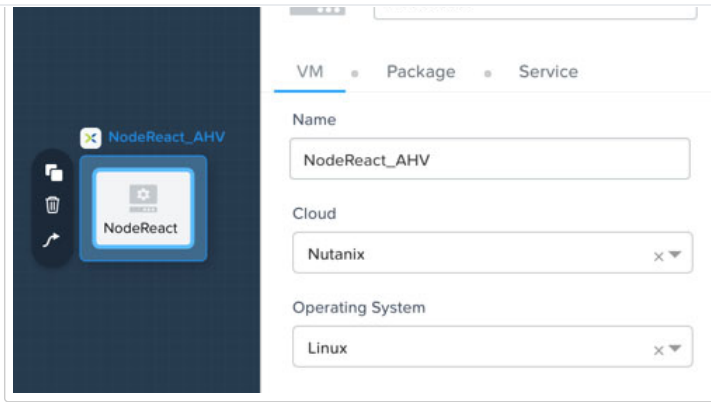 NodeReact_AHV
NodeReact
VM
Package
Service
Name
NodeReact_AHV
Cloud
Nutanix
Operating System
Linux